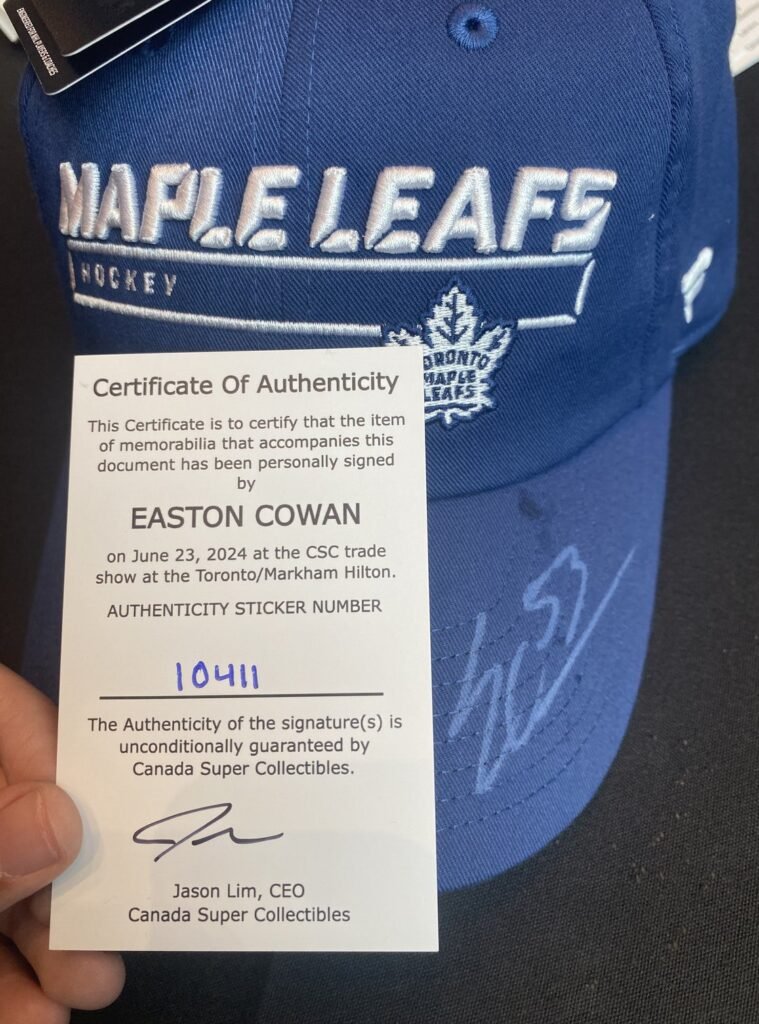 MAPLE LEAFS
HOCKEY
TORONTO
MAPLE
LEAFS
Certificate Of Authenticity
This Certificate is to certify that the item
of memorabilia that accompanies this
document has been personally signed
by
EASTON COWAN
on June 23, 2024 at the CSC trade
show at the Toronto/Markham Hilton.
AUTHENTICITY STICKER NUMBER
10411
The Authenticity of the signature(s) is
unconditionally guaranteed by
Canada Super Collectibles.
Jason Lim, CEO
Canada Super Collectibles
53